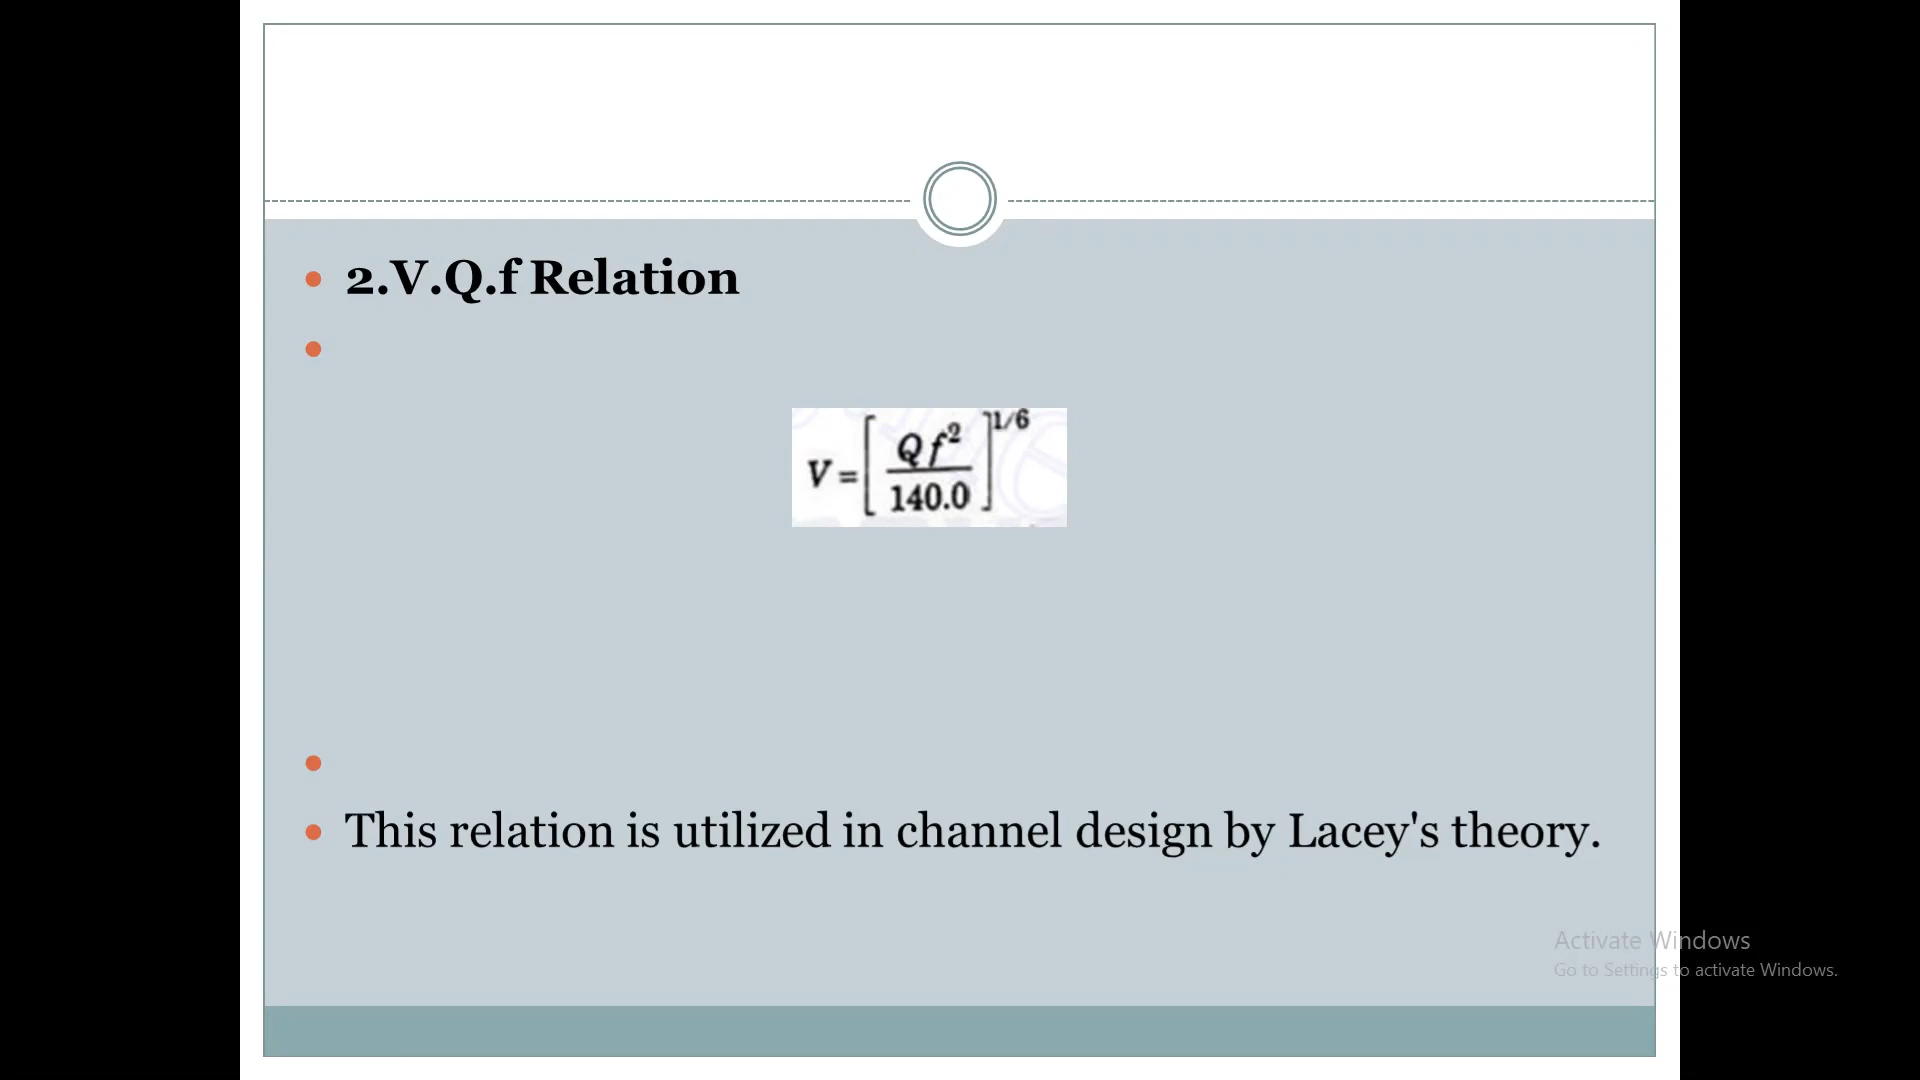 2.V.Q.f Relation
V = [ Q f² / 140.0 ]^1/6
This relation is utilized in channel design by Lacey's theory.
Activate Windows
Go to Settings to activate Windows.